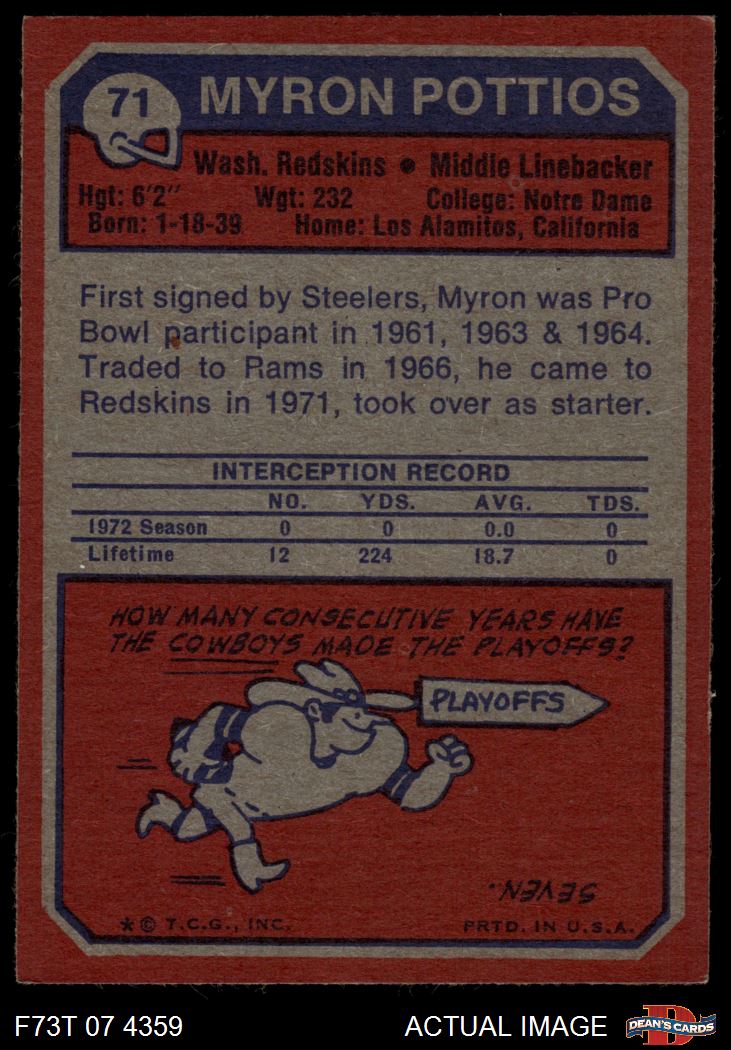 71
MYRON POTTIOS
Wash. Redskins • Middle Linebacker
Hgt: 6'2" Wgt: 232 College: Notre Dame
Born: 1-18-39 Home: Los Alamitos, California
First signed by Steelers, Myron was Pro
Bowl participant in 1961, 1963 & 1964.
Traded to Rams in 1966, he came to
Redskins in 1971, took over as starter.
INTERCEPTION RECORD
NO. YDS. AVG. TDS.
1972 Season 0 0 0.0 0
Lifetime 12 224 18.7 0
HOW MANY CONSECUTIVE YEARS HAVE
THE COWBOYS MADE THE PLAYOFFS?
PLAYOFFS
SEVEN.
* © T.C.G., INC. PRTD. IN U.S.A.
F73T 07 4359 ACTUAL IMAGE DEAN'S CARDS